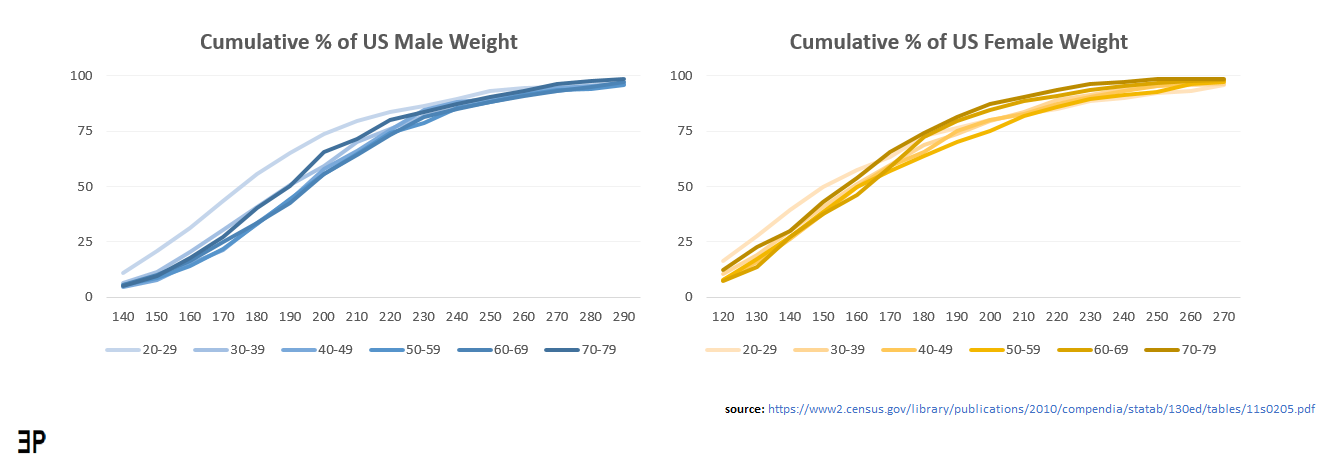 Cumulative % of US Male Weight
100
75
50
25
0
140 150 160 170 180 190 200 210 220 230 240 250 260 270 280 290
20-29 30-39 40-49 50-59 60-69 70-79
Cumulative % of US Female Weight
100
75
50
25
0
120 130 140 150 160 170 180 190 200 210 220 230 240 250 260 270
20-29 30-39 40-49 50-59 60-69 70-79
source: https://www2.census.gov/library/publications/2010/compendia/statab/130ed/tables/11s0205.pdf
ƎP